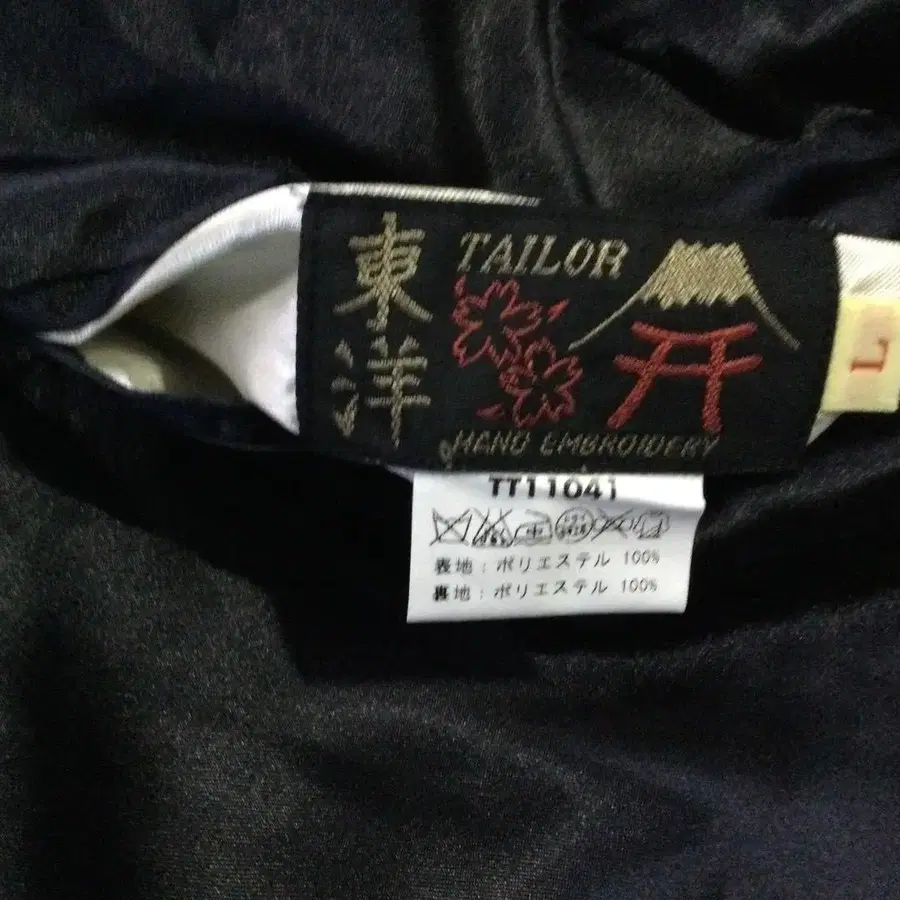 東洋
TAILOR
HAND EMBROIDERY
L
TT11041
表地：ポリエステル 100%
裏地：ポリエステル 100%